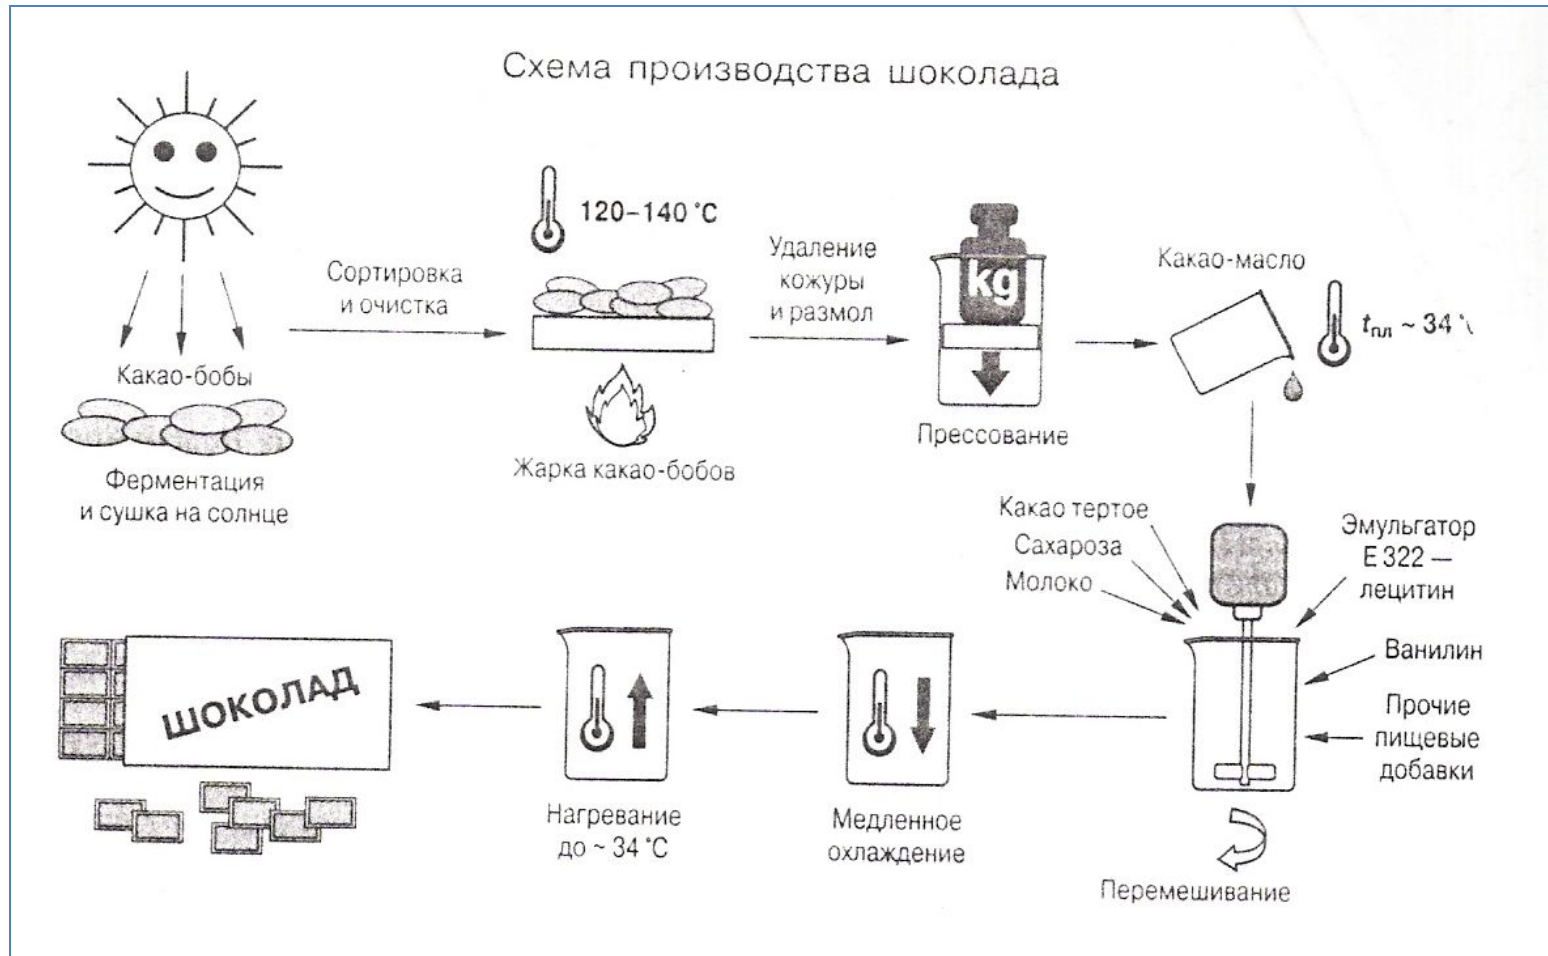 Схема производства шоколада
120–140 °C
Сортировка
и очистка
Удаление
кожуры
и размол
kg
Какао-масло
tпл ~ 34 °
Какао-бобы
Прессование
Жарка какао-бобов
Ферментация
и сушка на солнце
Какао тертое
Сахароза
Молоко
Эмульгатор
Е 322 —
лецитин
Ванилин
Прочие
пищевые
добавки
ШОКОЛАД
Нагревание
до ~ 34 °C
Медленное
охлаждение
Перемешивание